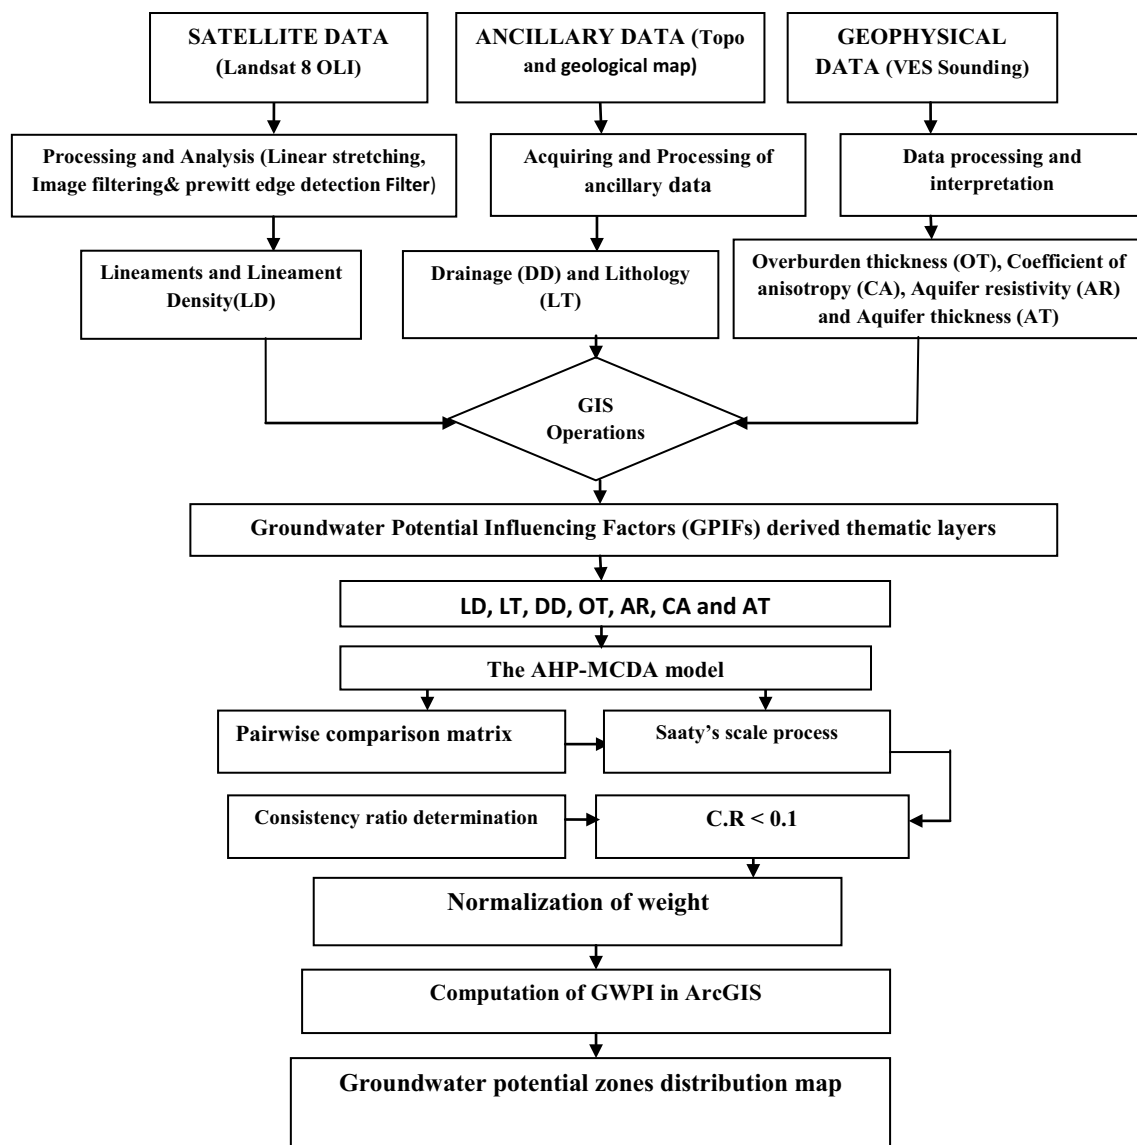 SATELLITE DATA
(Landsat 8 OLI)
ANCILLARY DATA (Topo
and geological map)
GEOPHYSICAL
DATA (VES Sounding)
Processing and Analysis (Linear stretching,
Image filtering& prewitt edge detection Filter)
Acquiring and Processing of
ancillary data
Data processing and
interpretation
Lineaments and Lineament
Density(LD)
Drainage (DD) and Lithology
(LT)
Overburden thickness (OT), Coefficient of
anisotropy (CA), Aquifer resistivity (AR)
and Aquifer thickness (AT)
GIS
Operations
Groundwater Potential Influencing Factors (GPIFs) derived thematic layers
LD, LT, DD, OT, AR, CA and AT
The AHP-MCDA model
Pairwise comparison matrix
Saaty's scale process
Consistency ratio determination
C.R < 0.1
Normalization of weight
Computation of GWPI in ArcGIS
Groundwater potential zones distribution map